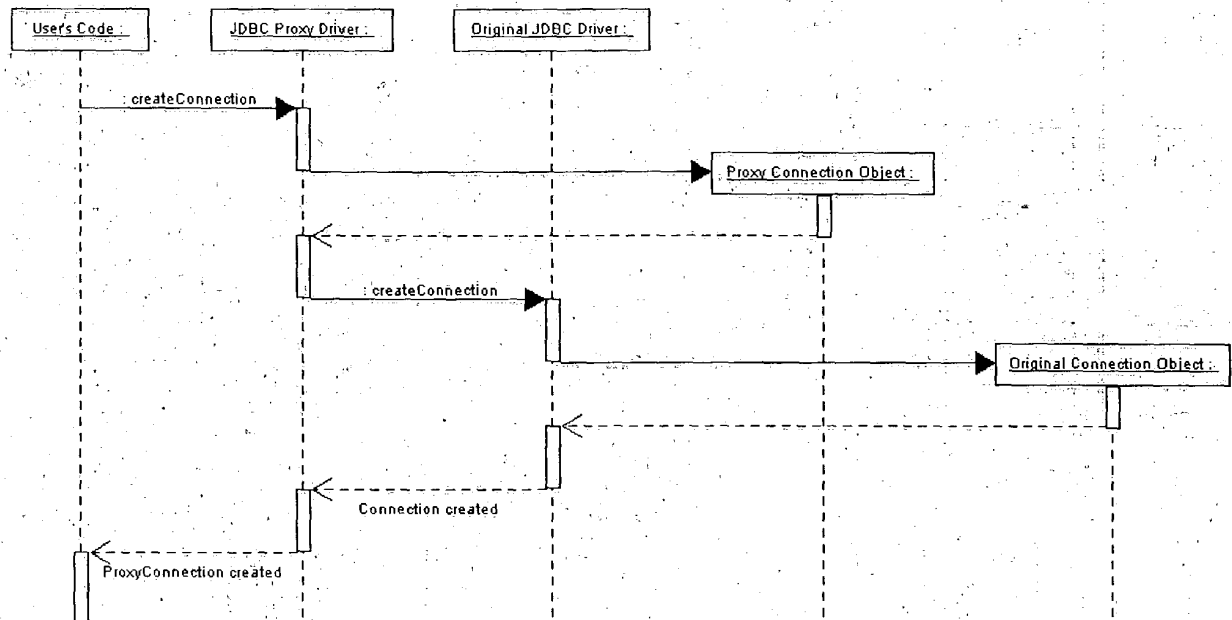 User's Code :
JDBC Proxy Driver :
Original JDBC Driver :
: createConnection
Proxy Connection Object :
: createConnection
Original Connection Object :
Connection created
ProxyConnection created